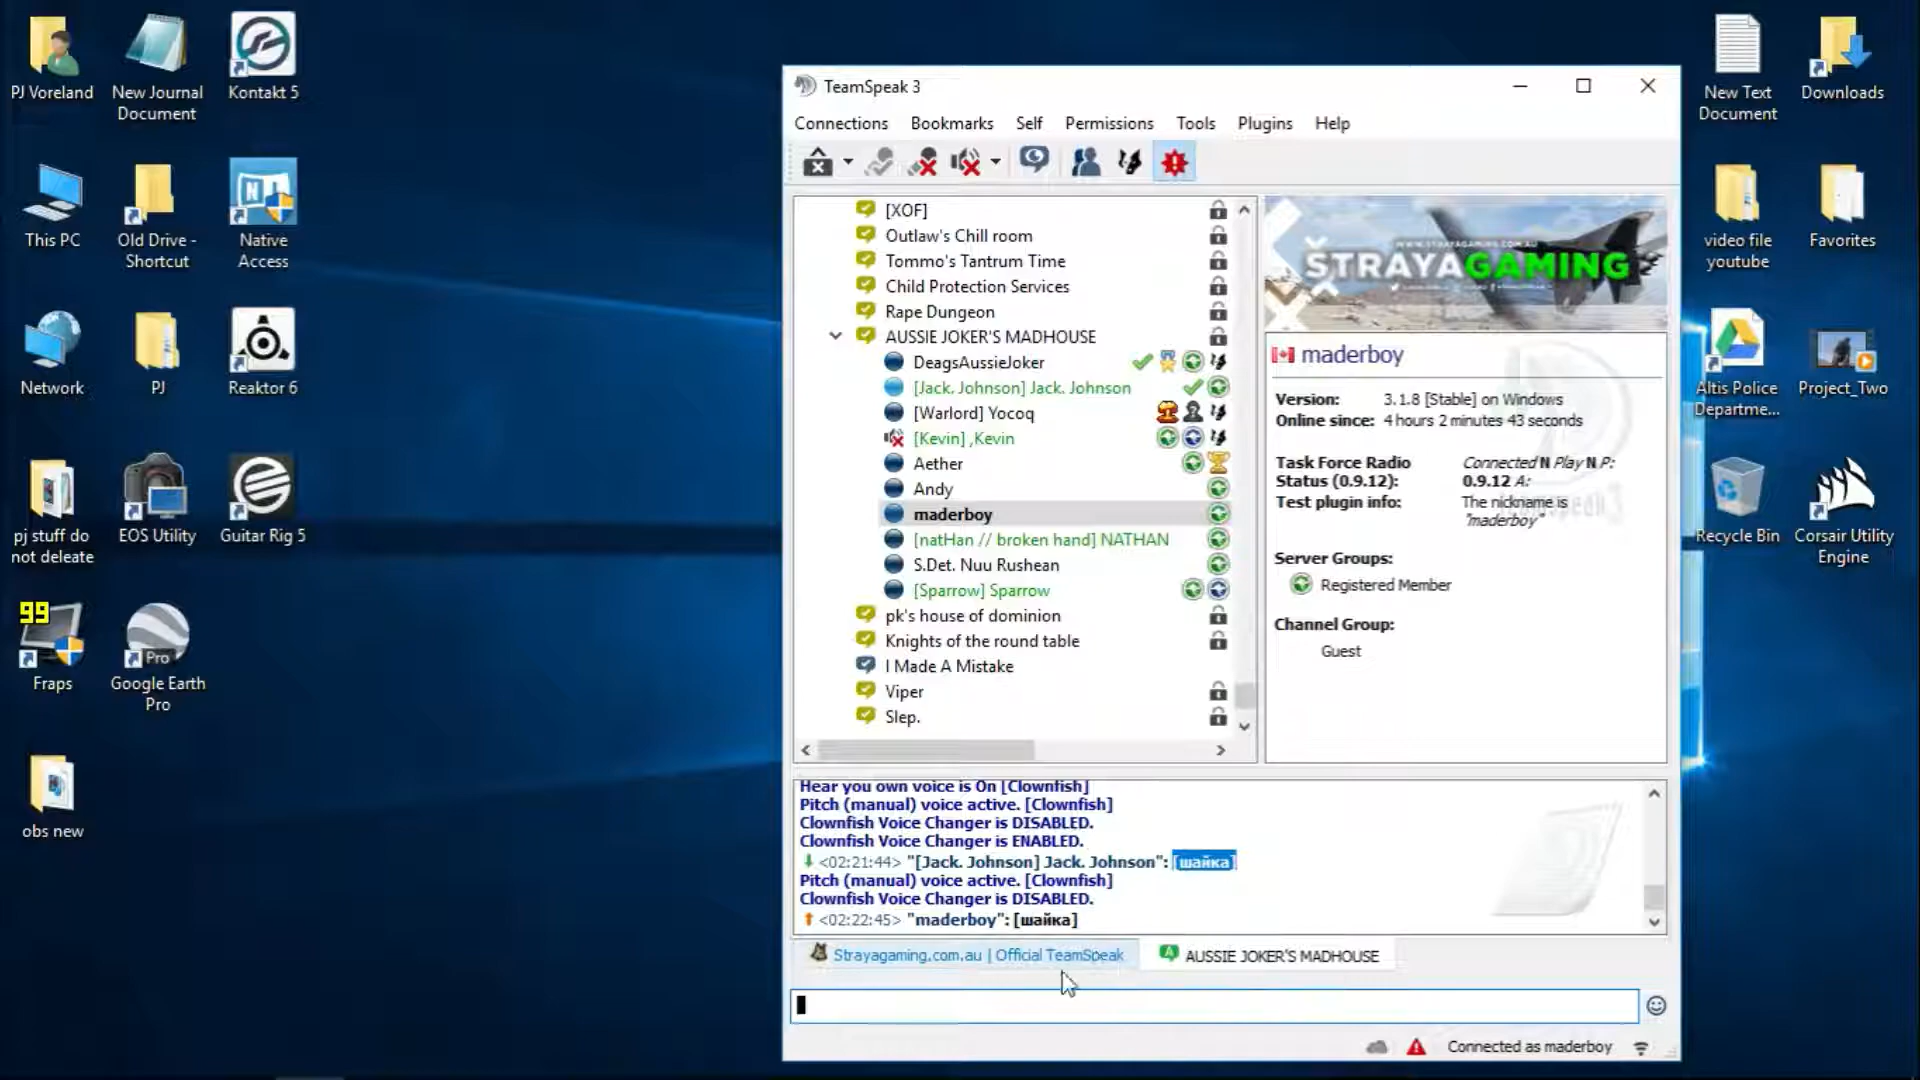 PJ Voreland
New Journal
Document
Kontakt 5
This PC
Old Drive -
Shortcut
Native
Access
Network
PJ
Reaktor 6
pj stuff do
not deleate
EOS Utility
Guitar Rig 5
99
Fraps
Pro
Google Earth
Pro
obs new
TeamSpeak 3
Connections Bookmarks Self Permissions Tools Plugins Help
[XOF]
Outlaw's Chill room
Tommo's Tantrum Time
Child Protection Services
Rape Dungeon
AUSSIE JOKER'S MADHOUSE
DeagsAussieJoker
[Jack. Johnson] Jack. Johnson
[Warlord] Yocoq
[Kevin] ,Kevin
Aether
Andy
maderboy
[natHan // broken hand] NATHAN
S.Det. Nuu Rushean
[Sparrow] Sparrow
pk's house of dominion
Knights of the round table
I Made A Mistake
Viper
Slep.
WWW.STRAYAGAMING.COM.AU
STRAYAGAMING
maderboy
Version: 3.1.8 [Stable] on Windows
Online since: 4 hours 2 minutes 43 seconds
Task Force Radio Connected N Play N P:
Status (0.9.12): 0.9.12 A:
Test plugin info: The nickname is
"maderboy"
Server Groups:
Registered Member
Channel Group:
Guest
Hear you own voice is On [Clownfish]
Pitch (manual) voice active. [Clownfish]
Clownfish Voice Changer is DISABLED.
Clownfish Voice Changer is ENABLED.
<02:21:44> "[Jack. Johnson] Jack. Johnson": [шайка]
Pitch (manual) voice active. [Clownfish]
Clownfish Voice Changer is DISABLED.
<02:22:45> "maderboy": [шайка]
Strayagaming.com.au | Official TeamSpeak
AUSSIE JOKER'S MADHOUSE
Connected as maderboy
New Text
Document
Downloads
video file
youtube
Favorites
Altis Police
Departme...
Project_Two
Recycle Bin
Corsair Utility
Engine